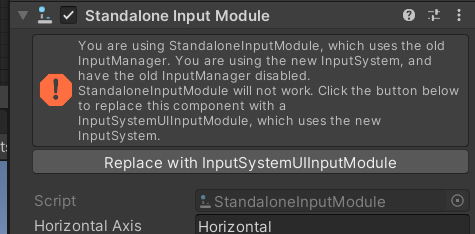 Standalone Input Module
You are using StandaloneInputModule, which uses the old
InputManager. You are using the new InputSystem, and
have the old InputManager disabled.
StandaloneInputModule will not work. Click the button below
to replace this component with a
InputSystemUIInputModule, which uses the new
InputSystem.
Replace with InputSystemUIInputModule
Script StandaloneInputModule
Horizontal Axis Horizontal